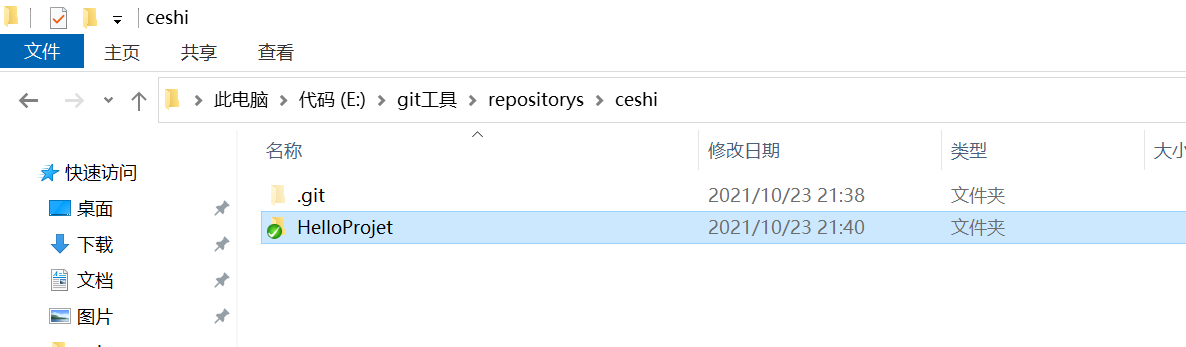 ceshi
文件 主页 共享 查看
此电脑 代码 (E:) git工具 repositorys ceshi
名称 修改日期 类型 大小
快速访问
.git 2021/10/23 21:38 文件夹
桌面
HelloProjet 2021/10/23 21:40 文件夹
下载
文档
图片